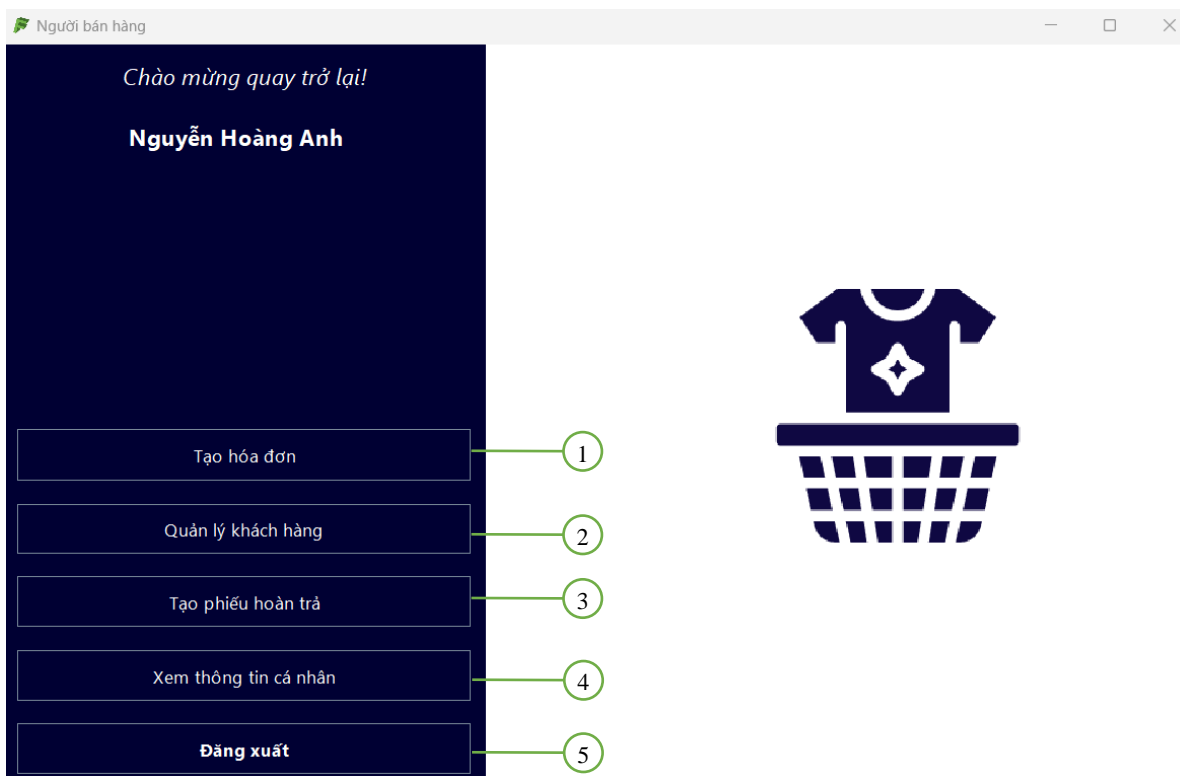 Người bán hàng
Chào mừng quay trở lại!
Nguyễn Hoàng Anh
Tạo hóa đơn
1
Quản lý khách hàng
2
Tạo phiếu hoàn trả
3
Xem thông tin cá nhân
4
Đăng xuất
5